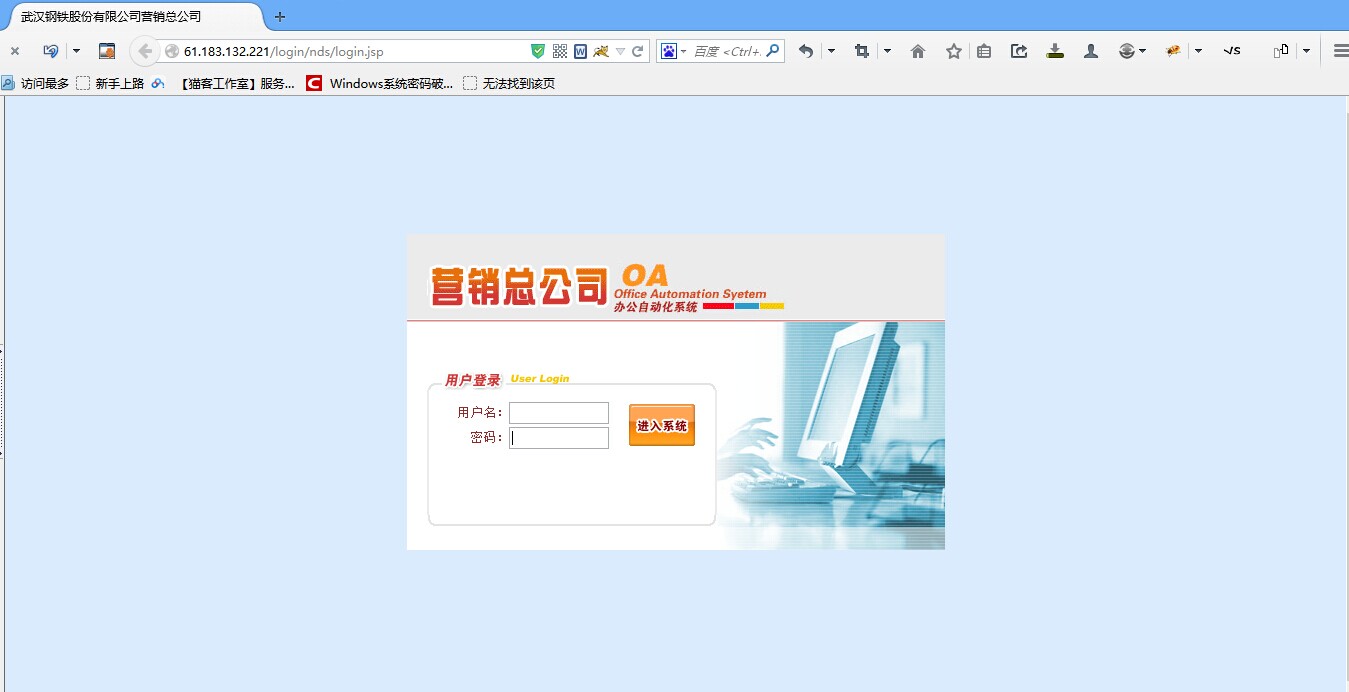 武汉钢铁股份有限公司营销总公司
61.183.132.221/login/nds/login.jsp
百度 <Ctrl+.
访问最多 新手上路 【猫客工作室】服务... Windows系统密码破... 无法找到该页
营销总公司 OA
Office Automation Syetem
办公自动化系统
用户登录 User Login
用户名：
密码：
进入系统